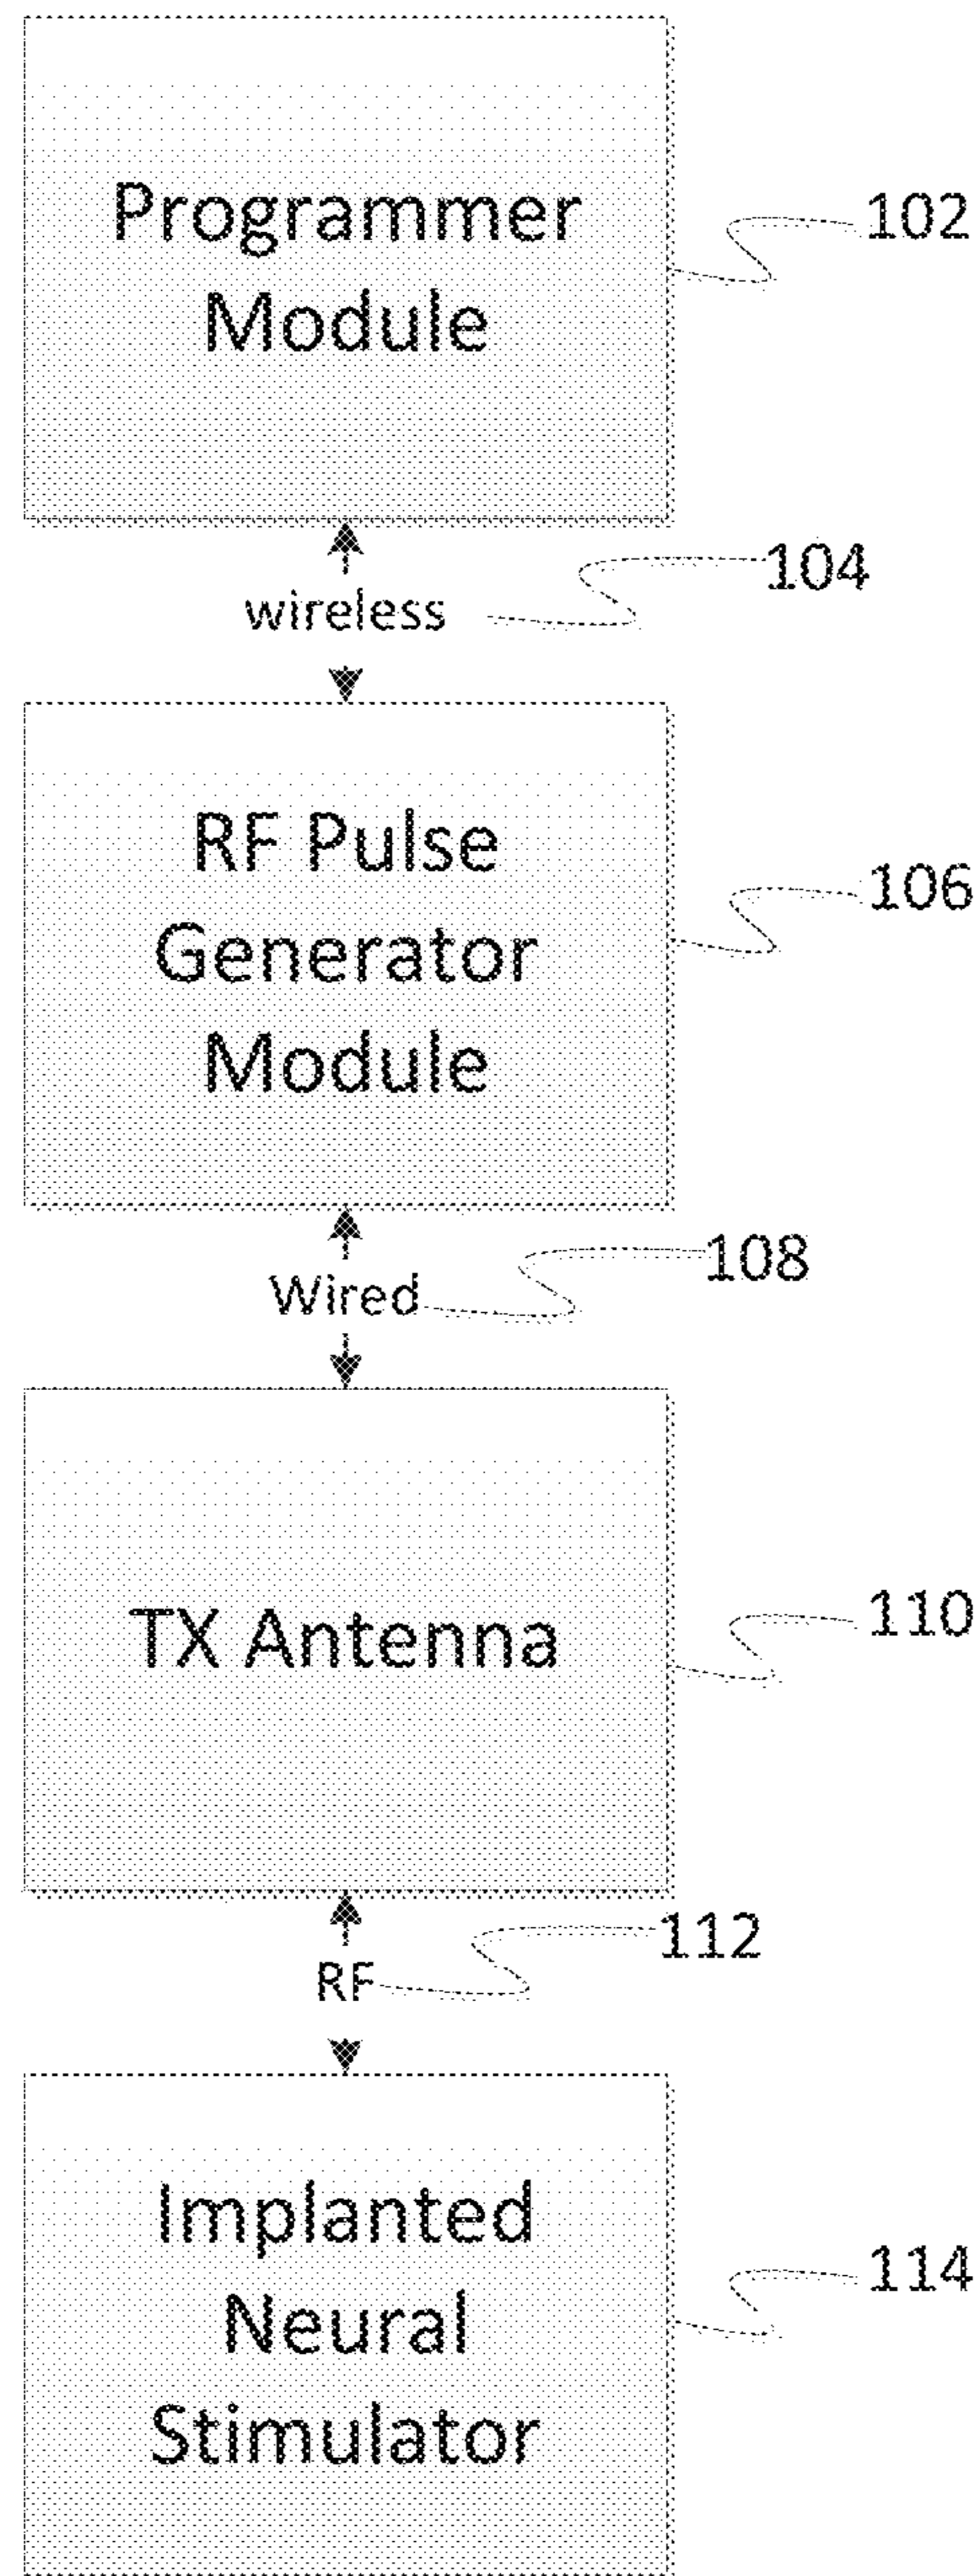 Programmer
Module
102
104
wireless
RF Pulse
Generator
Module
106
108
Wired
TX Antenna
110
112
RF
Implanted
Neural
Stimulator
114